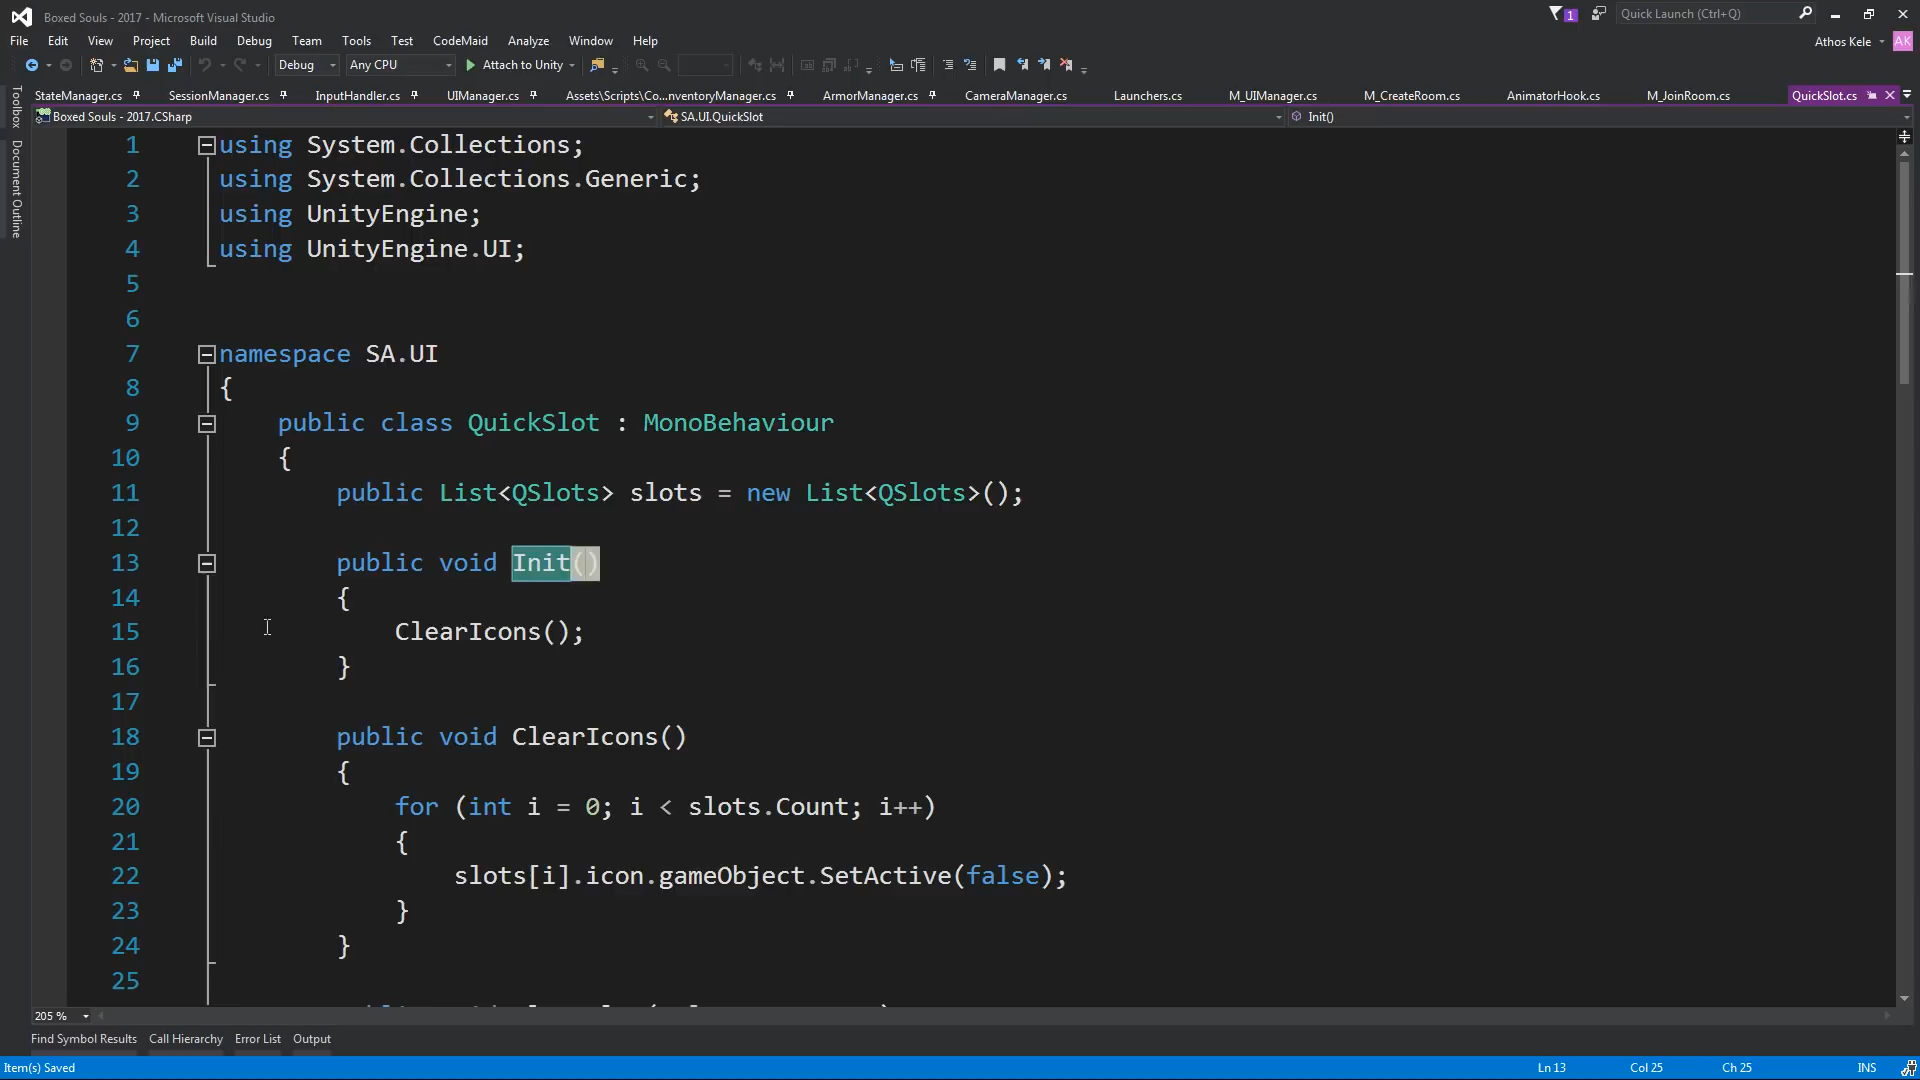 Boxed Souls - 2017 - Microsoft Visual Studio
1
Quick Launch (Ctrl+Q)
File Edit View Project Build Debug Team Tools Test CodeMaid Analyze Window Help
Athos Kele AK
Debug Any CPU Attach to Unity
StateManager.cs SessionManager.cs InputHandler.cs UIManager.cs Assets\Scripts\Co...nventoryManager.cs ArmorManager.cs CameraManager.cs Launchers.cs M_UIManager.cs M_CreateRoom.cs AnimatorHook.cs M_JoinRoom.cs QuickSlot.cs
Boxed Souls - 2017.CSharp SA.UI.QuickSlot Init()
Toolbox
Document Outline
1 using System.Collections;
2 using System.Collections.Generic;
3 using UnityEngine;
4 using UnityEngine.UI;
5
6
7 namespace SA.UI
8 {
9 public class QuickSlot : MonoBehaviour
10 {
11 public List<QSlots> slots = new List<QSlots>();
12
13 public void Init()
14 {
15 ClearIcons();
16 }
17
18 public void ClearIcons()
19 {
20 for (int i = 0; i < slots.Count; i++)
21 {
22 slots[i].icon.gameObject.SetActive(false);
23 }
24 }
25
205 %
Find Symbol Results Call Hierarchy Error List Output
Item(s) Saved Ln 13 Col 25 Ch 25 INS